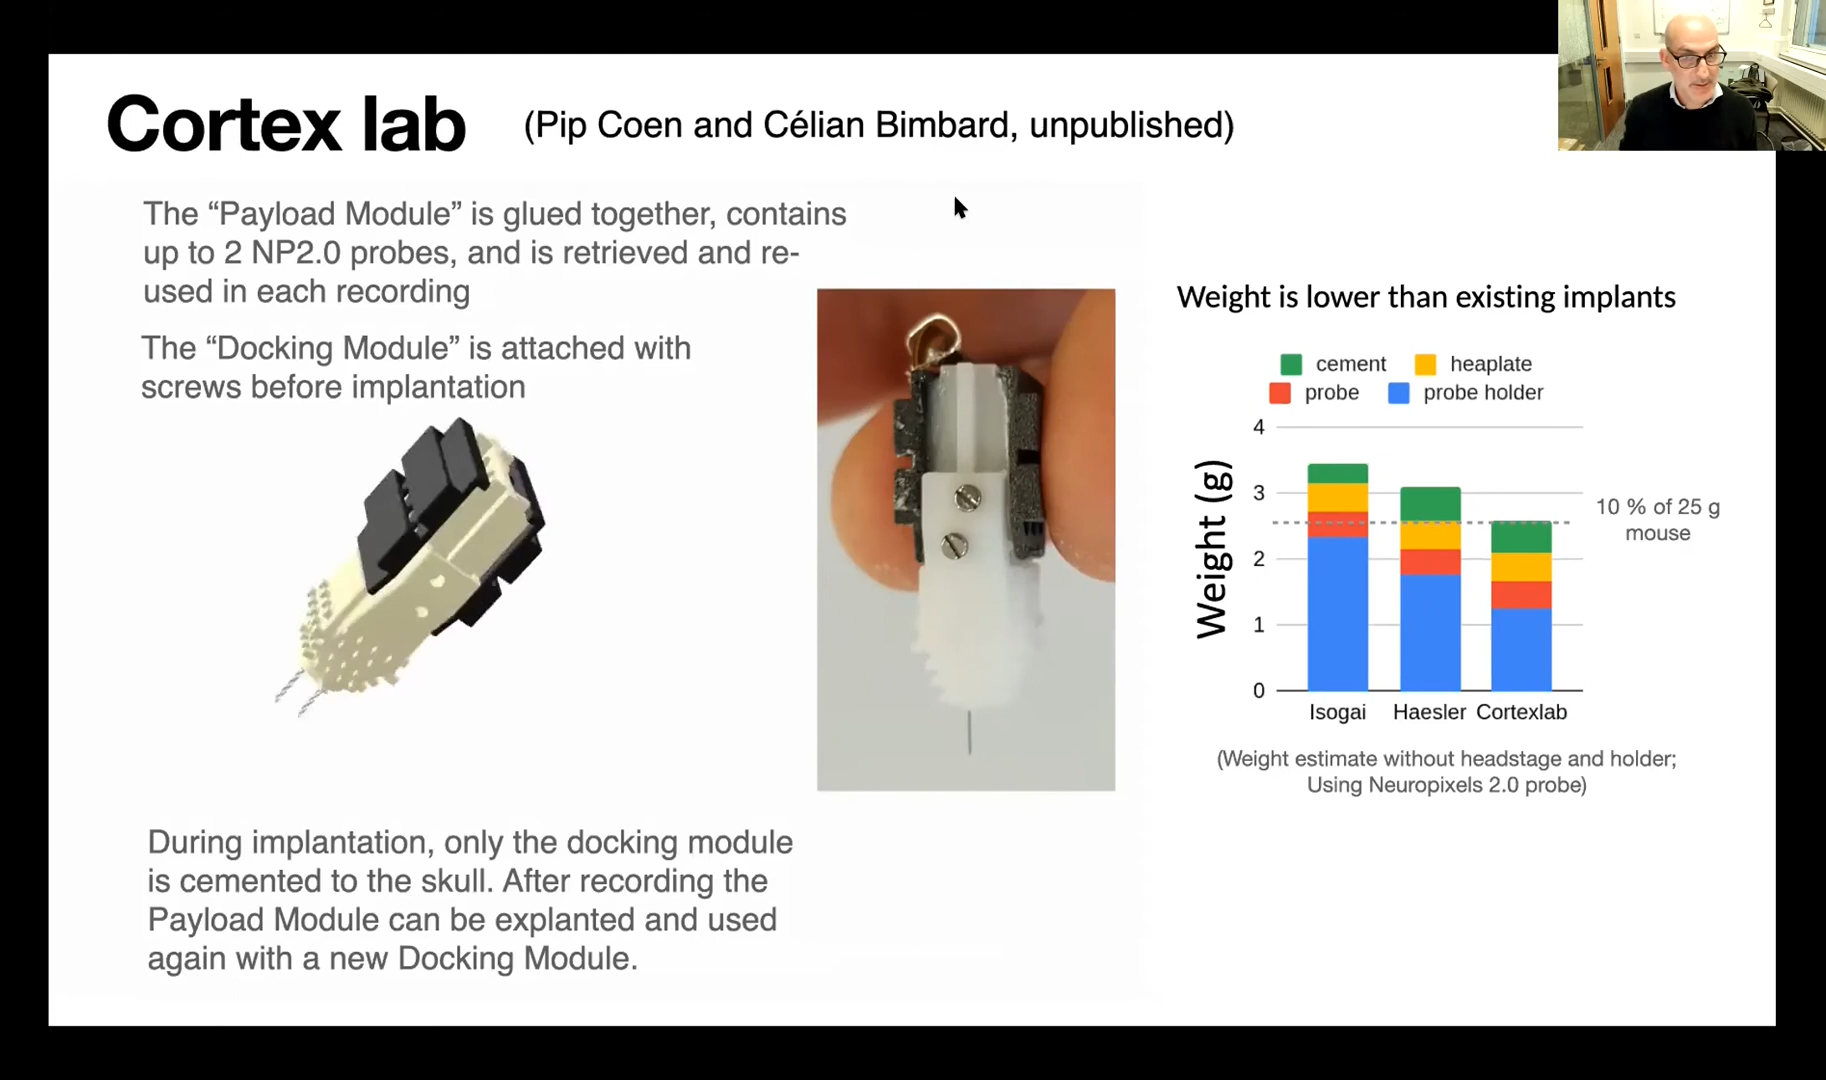 Cortex lab (Pip Coen and Célian Bimbard, unpublished)
The “Payload Module” is glued together, contains
up to 2 NP2.0 probes, and is retrieved and re-
used in each recording
The “Docking Module” is attached with
screws before implantation
During implantation, only the docking module
is cemented to the skull. After recording the
Payload Module can be explanted and used
again with a new Docking Module.
Weight is lower than existing implants
cement heaplate
probe probe holder
Weight (g)
4
3
2
1
0
10 % of 25 g
mouse
Isogai Haesler Cortexlab
(Weight estimate without headstage and holder;
Using Neuropixels 2.0 probe)